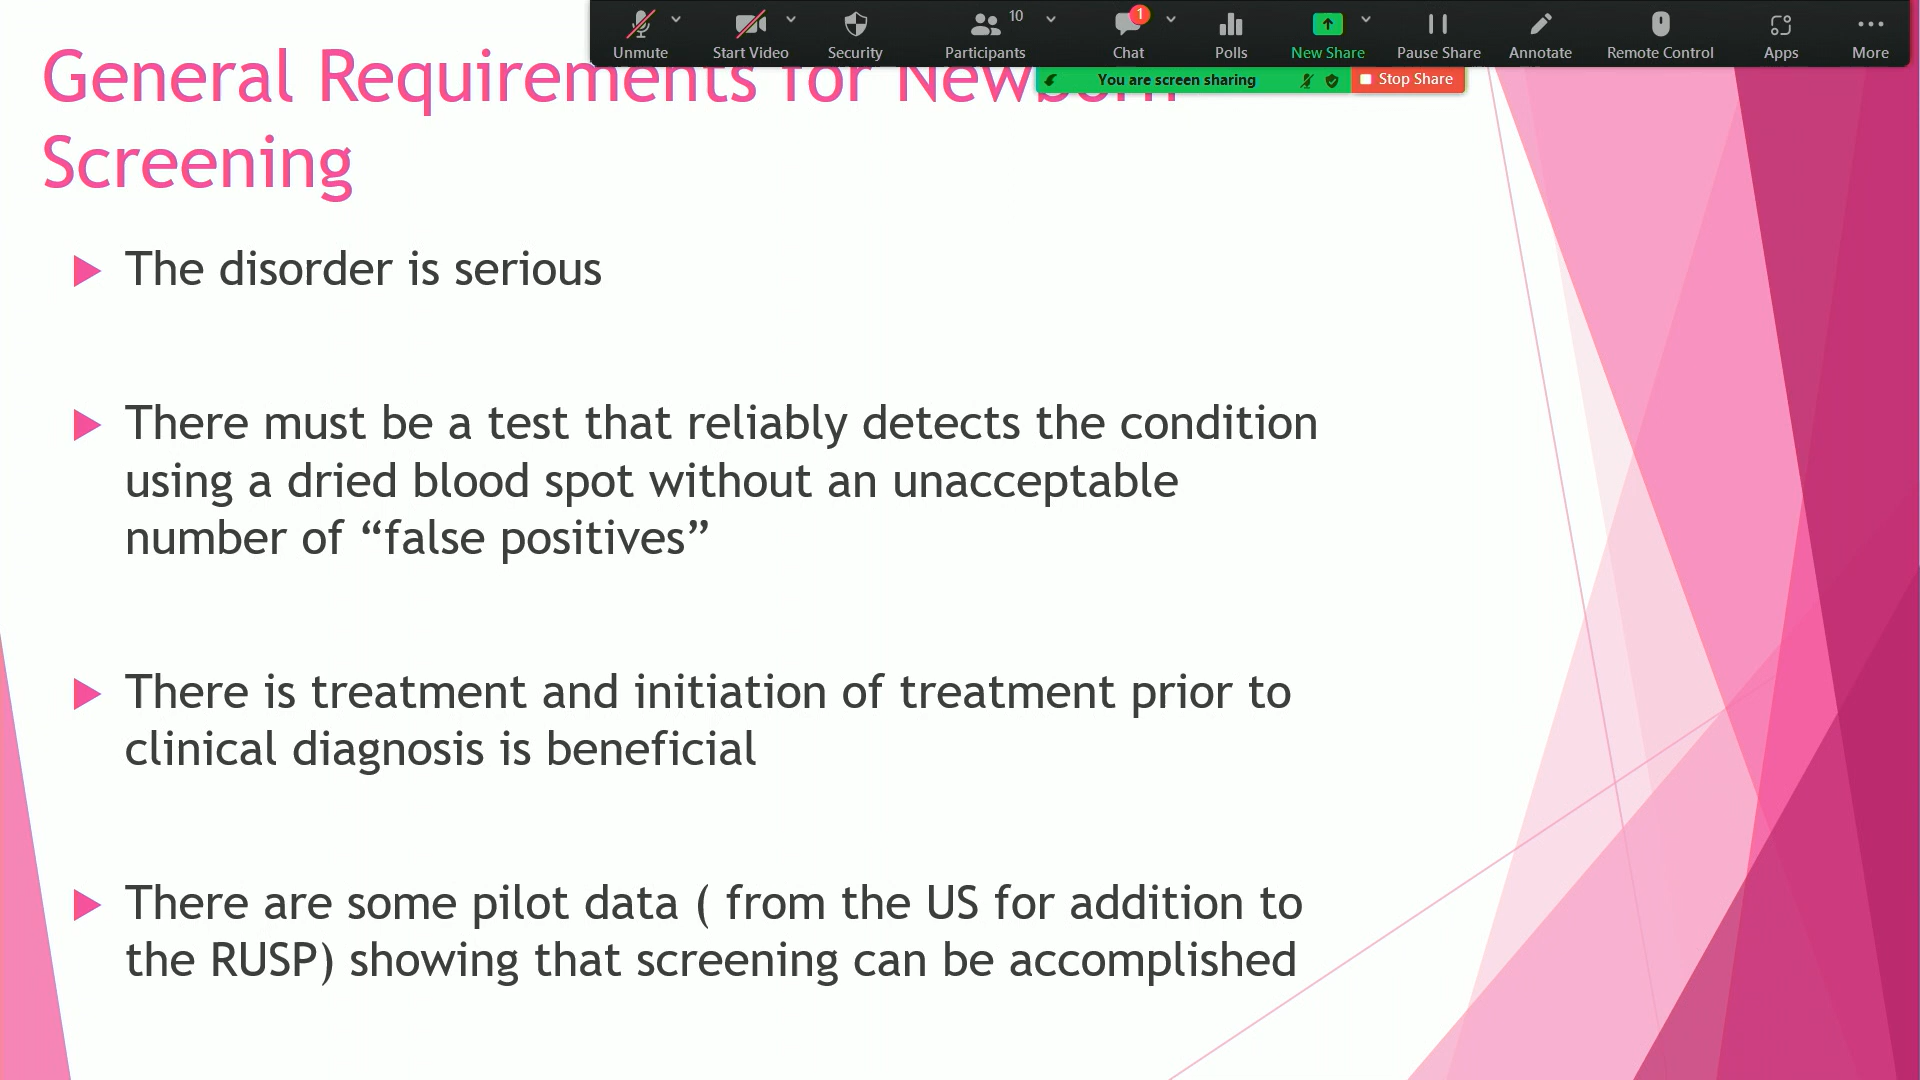 Unmute
Start Video
Security
Participants
10
Chat
1
Polls
New Share
Pause Share
Annotate
Remote Control
Apps
More
You are screen sharing
Stop Share
General Requirements for
Screening
The disorder is serious
There must be a test that reliably detects the condition
using a dried blood spot without an unacceptable
number of “false positives”
There is treatment and initiation of treatment prior to
clinical diagnosis is beneficial
There are some pilot data ( from the US for addition to
the RUSP) showing that screening can be accomplished